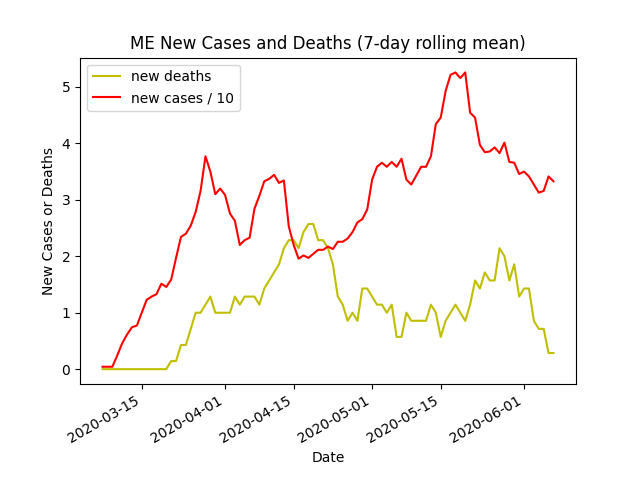 ME New Cases and Deaths (7-day rolling mean)
new deaths
new cases / 10
New Cases or Deaths
5
4
3
2
1
0
2020-03-15
2020-04-01
2020-04-15
2020-05-01
2020-05-15
2020-06-01
Date